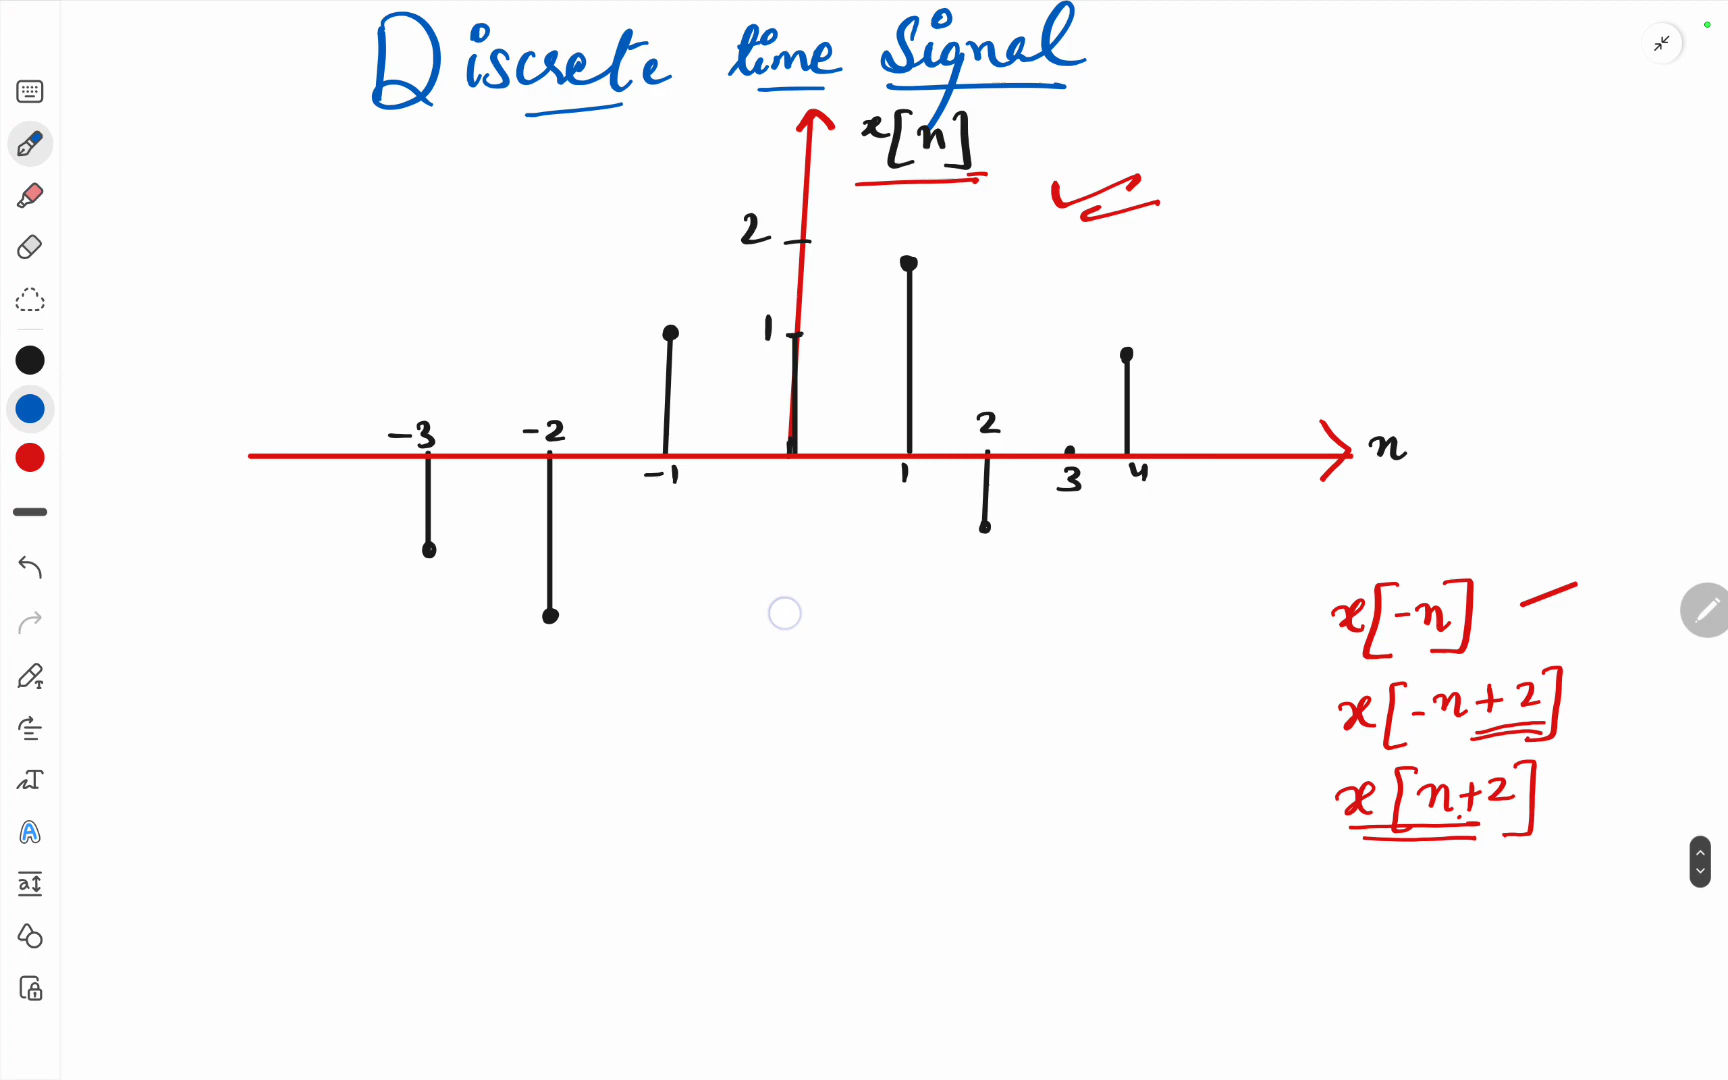 Discrete time Signal
x[n]
2
1
-3 -2 2 n
-1 1 3 4
x[-n]
x[-n+2]
x[n+2]